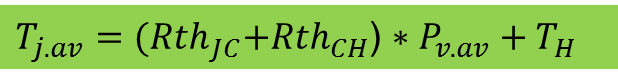 T_{j.av} = (Rth_{JC}+Rth_{CH}) * P_{v.av} + T_H